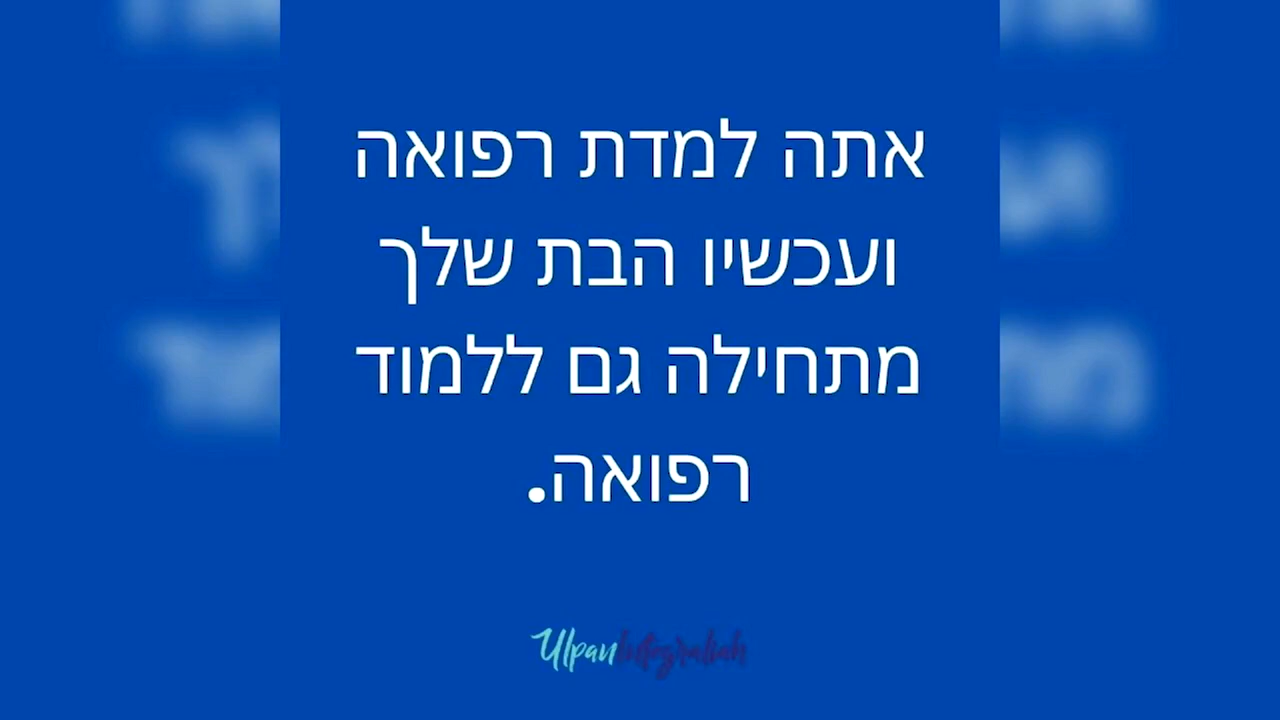 אתה למדת רפואה
ועכשיו הבת שלך
מתחילה גם ללמוד
רפואה.
Ulpan